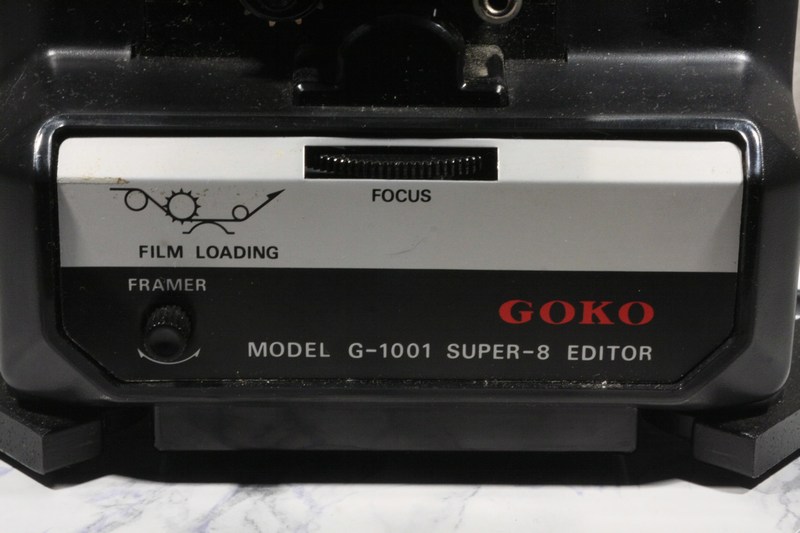 FOCUS
FILM LOADING
FRAMER
GOKO
MODEL G-1001 SUPER-8 EDITOR